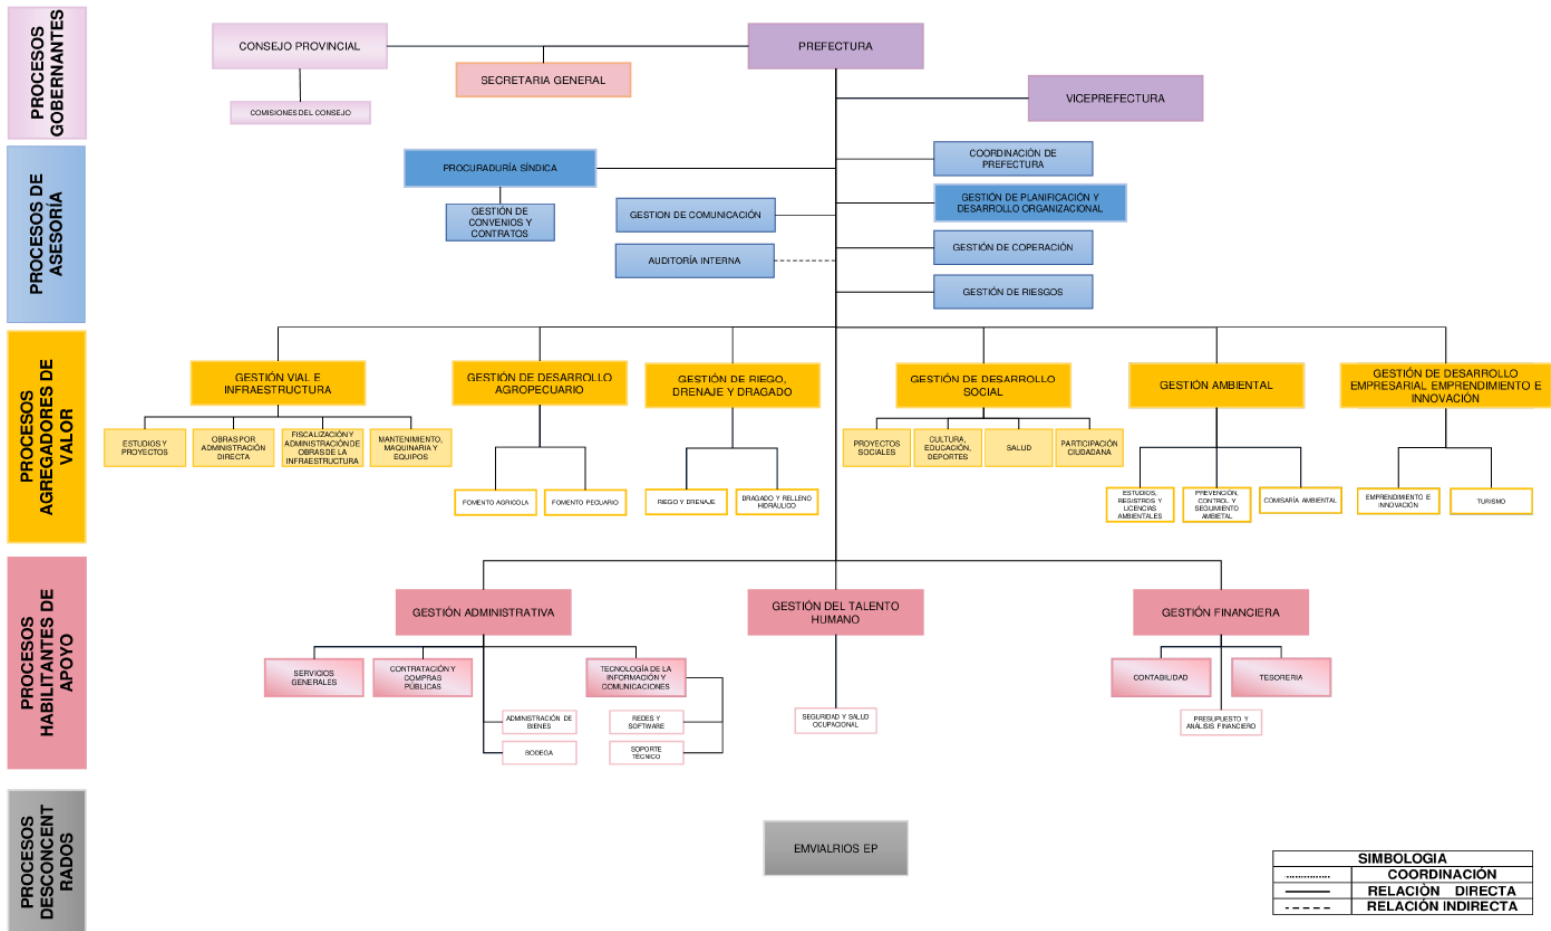 PROCESOS
GOBERNANTES
CONSEJO PROVINCIAL
PREFECTURA
SECRETARIA GENERAL
VICEPREFECTURA
COMISIONES DEL CONSEJO
PROCESOS DE
ASESORÍA
PROCURADURÍA SÍNDICA
COORDINACIÓN DE
PREFECTURA
GESTIÓN DE
CONVENIOS Y
CONTRATOS
GESTION DE COMUNICACIÓN
GESTIÓN DE PLANIFICACIÓN Y
DESARROLLO ORGANIZACIONAL
AUDITORÍA INTERNA
GESTIÓN DE COPERACIÓN
GESTIÓN DE RIESGOS
PROCESOS
AGREGADORES DE
VALOR
GESTIÓN VIAL E
INFRAESTRUCTURA
GESTIÓN DE DESARROLLO
AGROPECUARIO
GESTIÓN DE RIEGO,
DRENAJE Y DRAGADO
GESTIÓN DE DESARROLLO
SOCIAL
GESTIÓN AMBIENTAL
GESTIÓN DE DESARROLLO
EMPRESARIAL EMPRENDIMIENTO E
INNOVACIÓN
ESTUDIOS Y
PROYECTOS
OBRAS POR
ADMINISTRACIÓN
DIRECTA
FISCALIZACIÓN Y
ADMINISTRACIÓN DE
OBRAS DE LA
INFRAESTRUCTURA
MANTENIMIENTO,
MAQUINARIA Y
EQUIPOS
PROYECTOS
SOCIALES
CULTURA,
EDUCACIÓN,
DEPORTES
SALUD
PARTICIPACIÓN
CIUDADANA
FOMENTO AGRICOLA
FOMENTO PECUARIO
RIEGO Y DRENAJE
DRAGADO Y RELLENO
HIDRÁULICO
ESTUDIOS,
REGISTROS Y
LICENCIAS
AMBIENTALES
PREVENCIÓN,
CONTROL Y
SEGUIMIENTO
AMBIETAL
COMISARÍA AMBIENTAL
EMPRENDIMIENTO E
INNOVACIÓN
TURISMO
PROCESOS
HABILITANTES DE
APOYO
GESTIÓN ADMINISTRATIVA
GESTIÓN DEL TALENTO
HUMANO
GESTIÓN FINANCIERA
SERVICIOS
GENERALES
CONTRATACIÓN Y
COMPRAS
PÚBLICAS
TECNOLOGÍA DE LA
INFORMACIÓN Y
COMUNICACIONES
CONTABILIDAD
TESORERIA
ADMINISTRACIÓN DE
BIENES
REDES Y
SOFTWARE
SEGURIDAD Y SALUD
OCUPACIONAL
PRESUPUESTO Y
ANÁLISIS FINANCIERO
BODEGA
SOPORTE
TÉCNICO
PROCESOS
DESCONCENT
RADOS
EMVIALRIOS EP
SIMBOLOGIA
COORDINACIÓN
RELACIÒN DIRECTA
RELACIÓN INDIRECTA